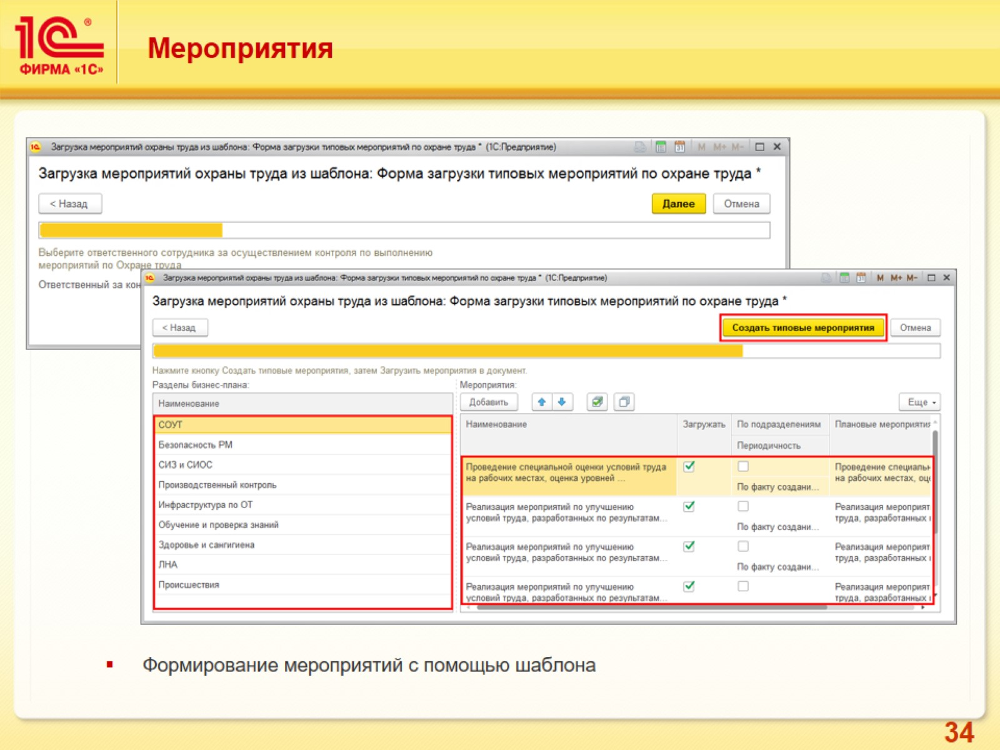 1С ®
ФИРМА «1С»
Мероприятия
Загрузка мероприятий охраны труда из шаблона: Форма загрузки типовых мероприятий по охране труда * (1С:Предприятие)
31 M M+ M-
Загрузка мероприятий охраны труда из шаблона: Форма загрузки типовых мероприятий по охране труда *
< Назад
Далее
Отмена
Выберите ответственного сотрудника за осуществлением контроля по выполнению
мероприятий по Охране труда
Ответственный за кон
Загрузка мероприятий охраны труда из шаблона: Форма загрузки типовых мероприятий по охране труда * (1С:Предприятие)
31 M M+ M-
Загрузка мероприятий охраны труда из шаблона: Форма загрузки типовых мероприятий по охране труда *
< Назад
Создать типовые мероприятия
Отмена
Нажмите кнопку Создать типовые мероприятия, затем Загрузить мероприятия в документ.
Разделы бизнес-плана:
Наименование
СОУТ
Безопасность РМ
СИЗ и СИОС
Производственный контроль
Инфраструктура по ОТ
Обучение и проверка знаний
Здоровье и сангигиена
ЛНА
Происшествия
Мероприятия:
Добавить
Еще
Наименование
Загружать
По подразделениям
Плановые мероприятия
Периодичность
Проведение специальной оценки условий труда
на рабочих местах, оценка уровней ...
По факту создани...
Проведение специаль
на рабочих местах, оц
Реализация мероприятий по улучшению
условий труда, разработанных по результатам...
По факту создани...
Реализация мероприят
труда, разработанных
Реализация мероприятий по улучшению
условий труда, разработанных по результатам...
По факту создани...
Реализация мероприят
труда, разработанных
Реализация мероприятий по улучшению
условий труда, разработанных по результатам...
Реализация мероприят
труда, разработанных
▪ Формирование мероприятий с помощью шаблона
34